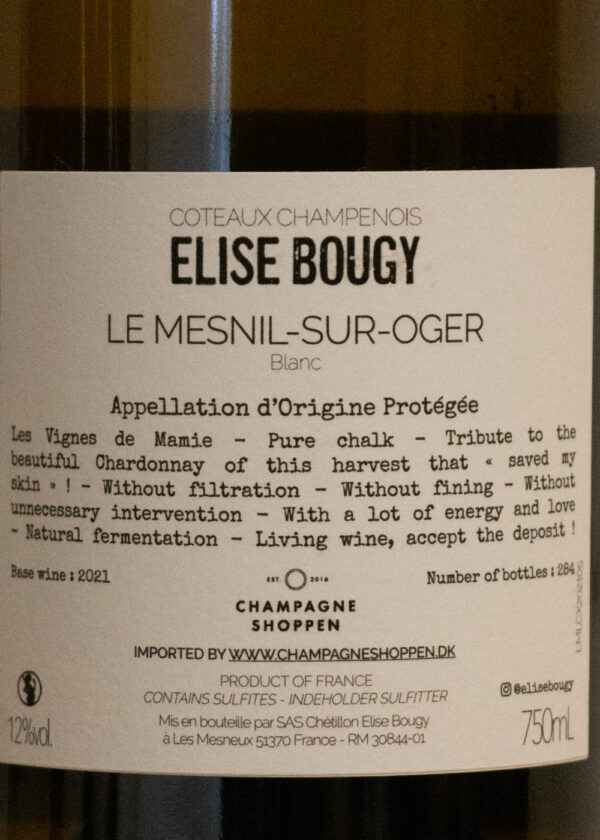 COTEAUX CHAMPENOIS
ELISE BOUGY
LE MESNIL-SUR-OGER
Blanc
Appellation d'Origine Protégée
Les Vignes de Mamie - Pure chalk - Tribute to the
beautiful Chardonnay of this harvest that « saved my
skin » ! - Without filtration - Without fining - Without
unnecessary intervention - With a lot of energy and love
- Natural fermentation - Living wine, accept the deposit !
Base wine : 2021
Number of bottles : 284
EST. 2016
CHAMPAGNE
SHOPPEN
IMPORTED BY WWW.CHAMPAGNESHOPPEN.DK
PRODUCT OF FRANCE
CONTAINS SULFITES - INDEHOLDER SULFITTER
@elisebougy
Mis en bouteille par SAS Chétillon Elise Bougy
à Les Mesneux 51370 France - RM 30844-01
12%vol.
750mL